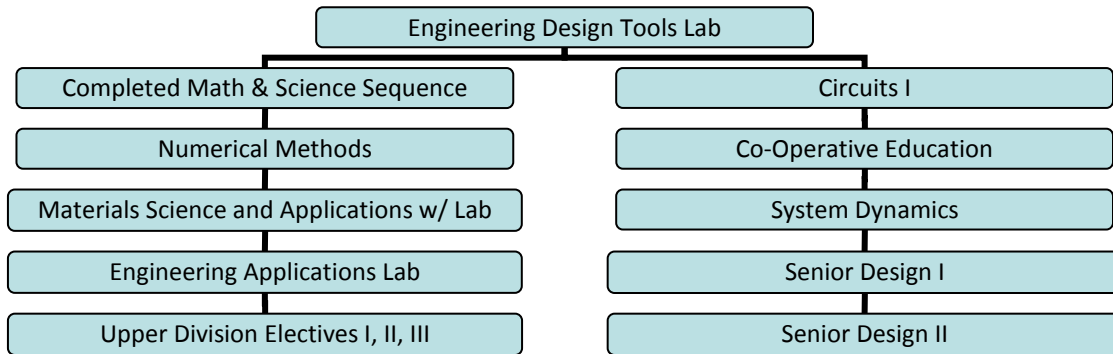 Engineering Design Tools Lab
Completed Math & Science Sequence
Circuits I
Numerical Methods
Co-Operative Education
Materials Science and Applications w/ Lab
System Dynamics
Engineering Applications Lab
Senior Design I
Upper Division Electives I, II, III
Senior Design II